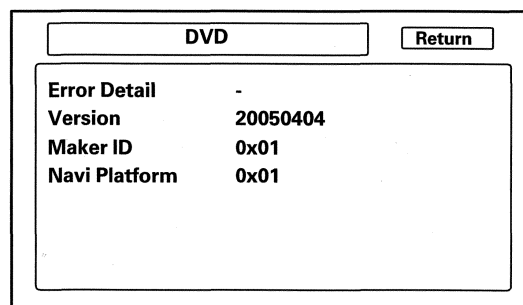 DVD Return
Error Detail -
Version 20050404
Maker ID 0x01
Navi Platform 0x01